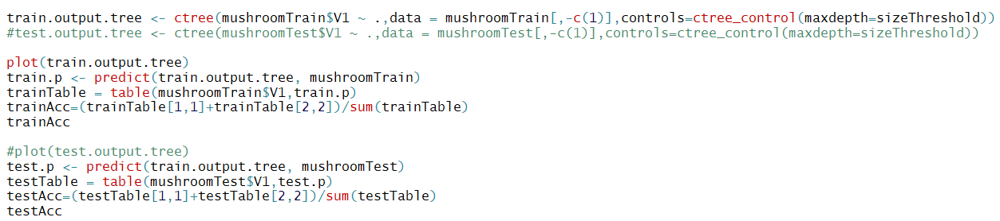 train.output.tree <- ctree(mushroomTrain$V1 ~ .,data = mushroomTrain[,-c(1)],controls=ctree_control(maxdepth=sizeThreshold))
#test.output.tree <- ctree(mushroomTest$V1 ~ .,data = mushroomTest[,-c(1)],controls=ctree_control(maxdepth=sizeThreshold))
plot(train.output.tree)
train.p <- predict(train.output.tree, mushroomTrain)
trainTable = table(mushroomTrain$V1,train.p)
trainAcc=(trainTable[1,1]+trainTable[2,2])/sum(trainTable)
trainAcc
#plot(test.output.tree)
test.p <- predict(train.output.tree, mushroomTest)
testTable = table(mushroomTest$V1,test.p)
testAcc=(testTable[1,1]+testTable[2,2])/sum(testTable)
testAcc